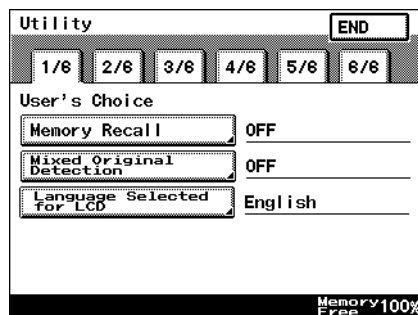 Utility END
1/6 2/6 3/6 4/6 5/6 6/6
User's Choice
Memory Recall OFF
Mixed Original
Detection OFF
Language Selected
for LCD English
Memory
Free 100%